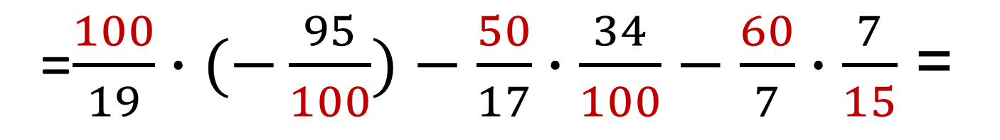 = 100/19 · (− 95/100) − 50/17 · 34/100 − 60/7 · 7/15 =